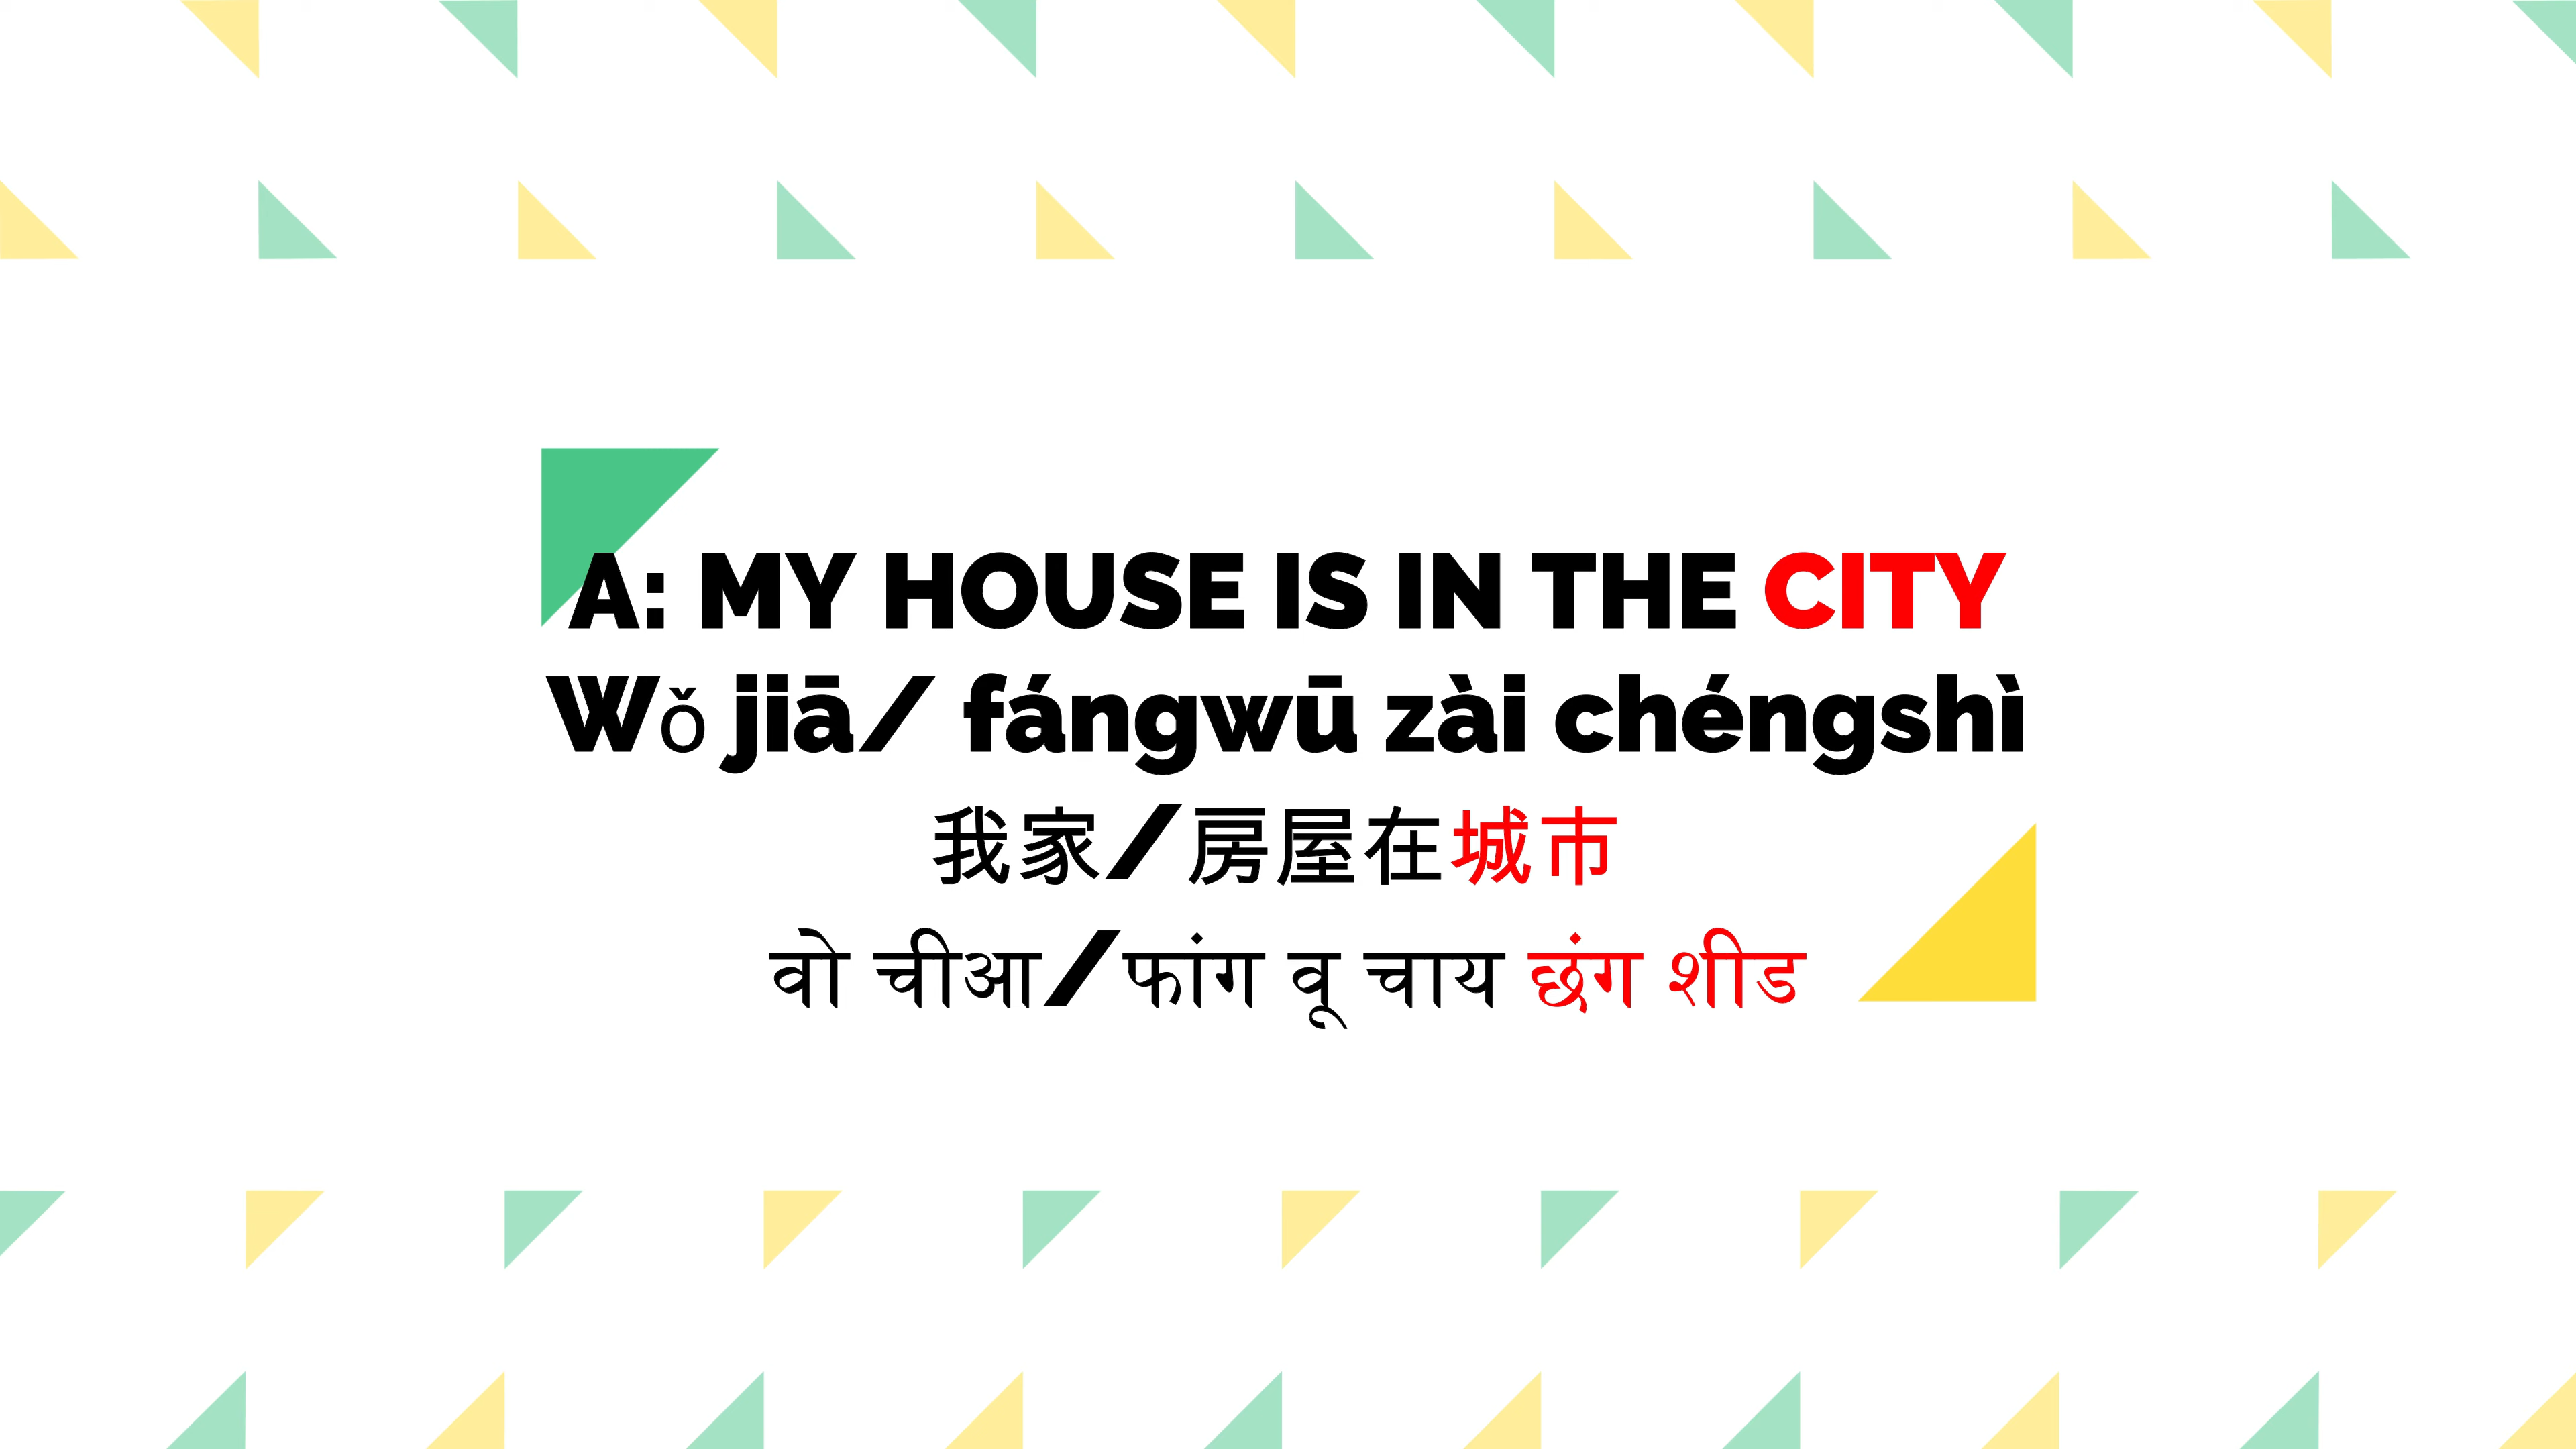 A: MY HOUSE IS IN THE CITY
Wǒ jiā/ fángwū zài chéngshì
我家/房屋在城市
वो चीआ/फांग वू चाय छंग शीड